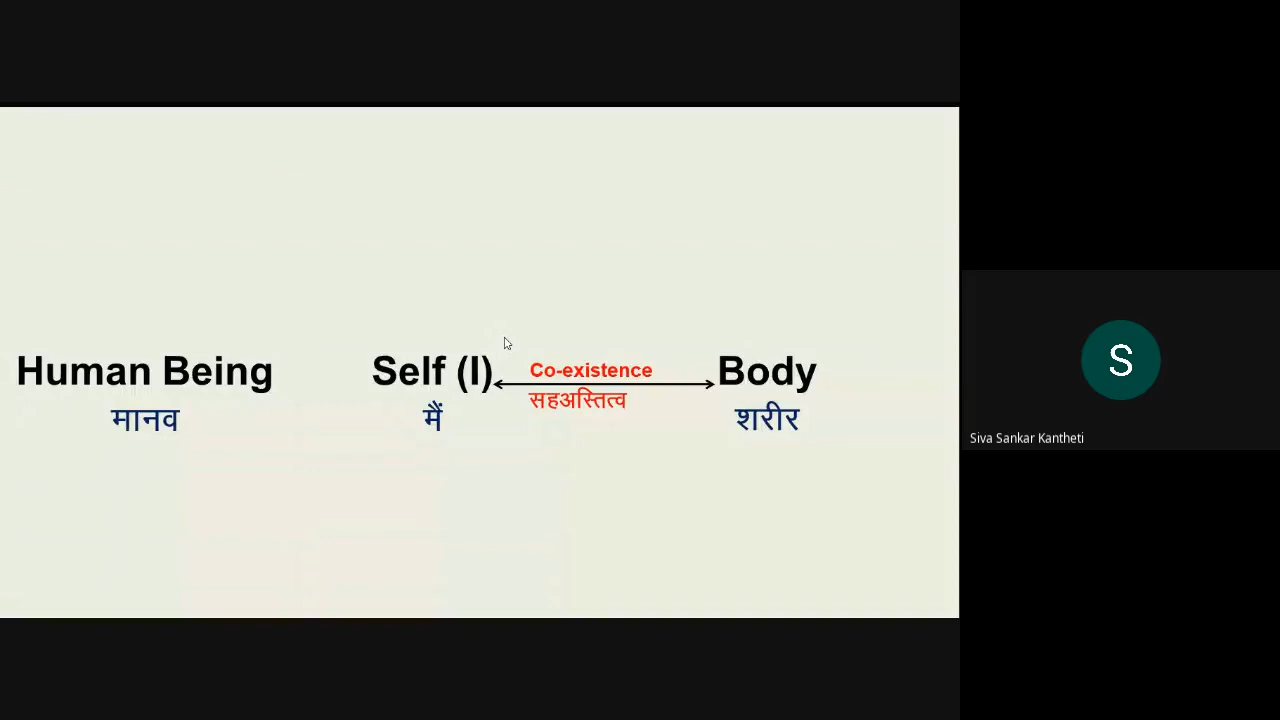 Human Being Self (I) Co-existence Body
मानव मैं सहअस्तित्व शरीर
S
Siva Sankar Kantheti